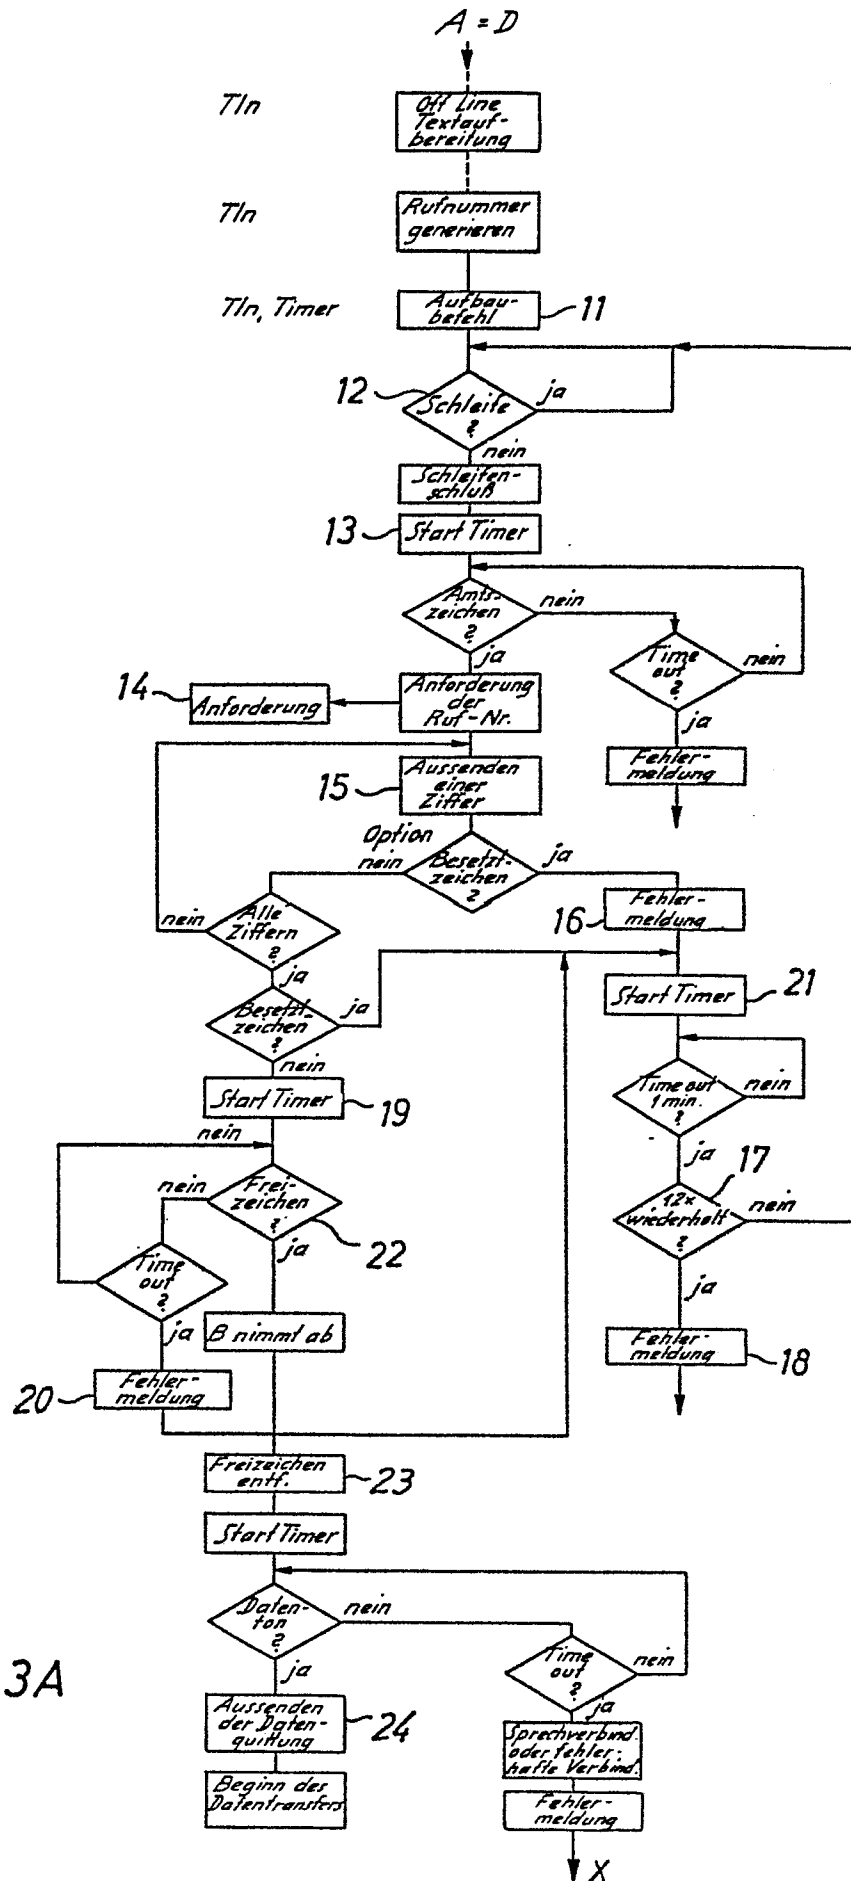 A = D
Tln
Off Line
Textauf-
bereitung
Tln
Rufnummer
generieren
Tln, Timer
Aufbau-
befehl
11
12
Schleife
?
ja
nein
Schleifen-
schluß
13
Start Timer
Amts-
zeichen
?
nein
ja
Time
out
?
nein
ja
14
Anforderung
Anforderung
der
Ruf-Nr.
Fehler-
meldung
15
Aussenden
einer
Ziffer
Option
nein
Besetzt-
zeichen
?
ja
Alle
Ziffern
?
nein
ja
16
Fehler-
meldung
Besetzt-
zeichen
?
ja
nein
Start Timer
21
Start Timer
19
Time out
1 min.
?
nein
ja
nein
nein
Frei-
zeichen
?
ja
22
17
12x
wiederholt
?
nein
ja
Time
out
?
ja
B nimmt ab
Fehler-
meldung
18
20
Fehler-
meldung
Freizeichen
entf.
23
Start Timer
Daten-
ton
?
nein
ja
Time
out
?
nein
ja
3A
Aussenden
der Daten-
quittung
24
Sprechverbind.
oder fehler-
hafte Verbind.
Beginn des
Datentransfers
Fehler-
meldung
X